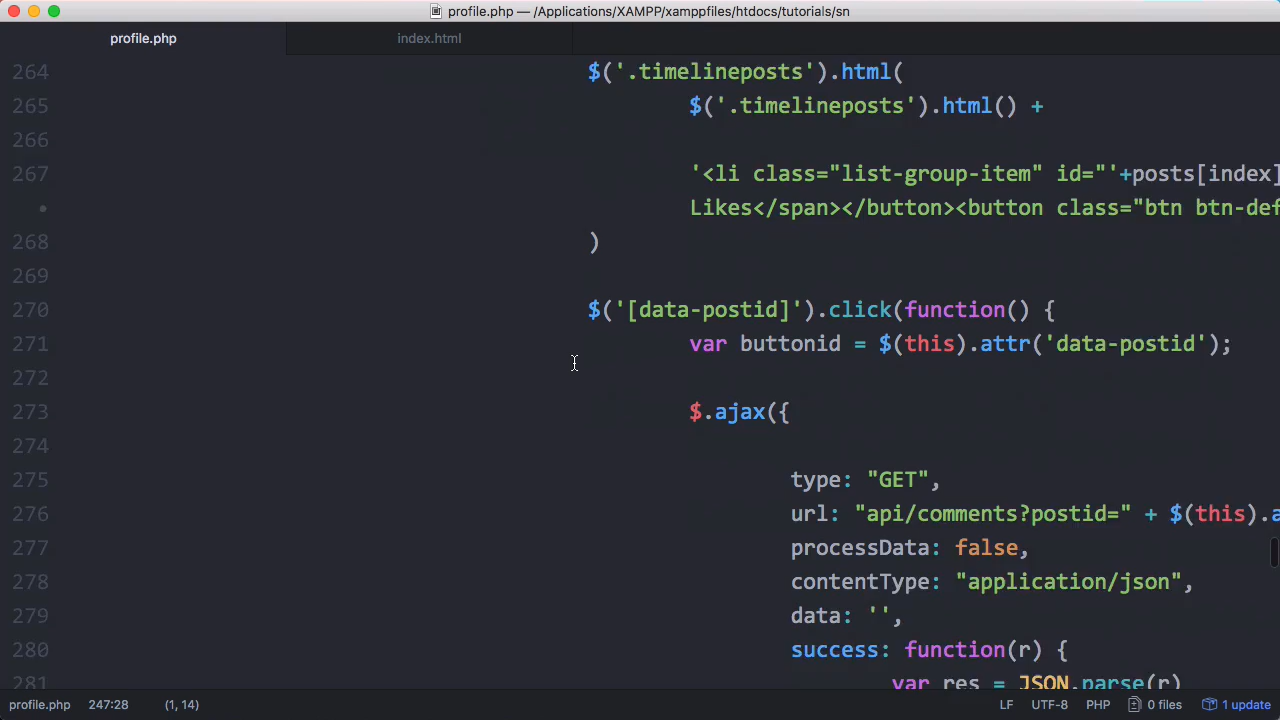 profile.php — /Applications/XAMPP/xamppfiles/htdocs/tutorials/sn
profile.php index.html
264 $('.timelineposts').html(
265 $('.timelineposts').html() +
266
267 '<li class="list-group-item" id="'+posts[index]
• Likes</span></button><button class="btn btn-def
268 )
269
270 $('[data-postid]').click(function() {
271 var buttonid = $(this).attr('data-postid');
272
273 $.ajax({
274
275 type: "GET",
276 url: "api/comments?postid=" + $(this).a
277 processData: false,
278 contentType: "application/json",
279 data: '',
280 success: function(r) {
281 var res = JSON.parse(r)
profile.php 247:28 (1, 14) LF UTF-8 PHP 0 files 1 update